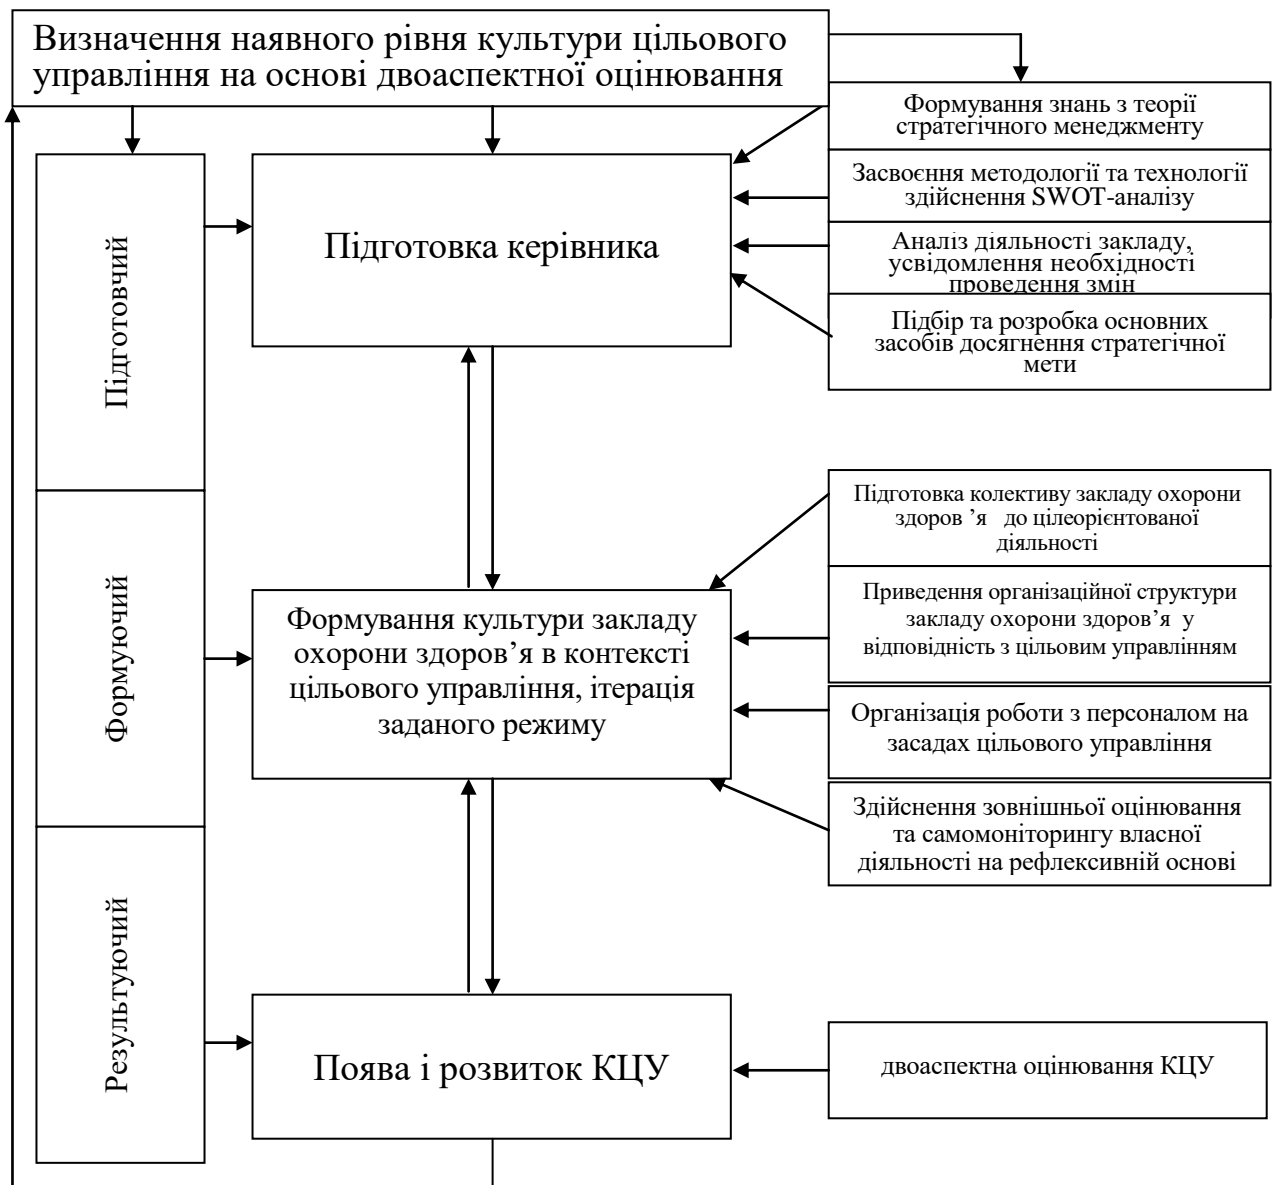 Визначення наявного рівня культури цільового
управління на основі двоаспектної оцінювання
Формування знань з теорії
стратегічного менеджменту
Засвоєння методології та технології
здійснення SWOT-аналізу
Аналіз діяльності закладу,
усвідомлення необхідності
проведення змін
Підбір та розробка основних
засобів досягнення стратегічної
мети
Підготовчий
Підготовка керівника
Підготовка колективу закладу охорони
здоров ’я до цілеорієнтованої
діяльності
Приведення організаційної структури
закладу охорони здоров’я у
відповідність з цільовим управлінням
Організація роботи з персоналом на
засадах цільового управління
Здійснення зовнішньої оцінювання
та самомоніторингу власної
діяльності на рефлексивній основі
Формуючий
Формування культури закладу
охорони здоров’я в контексті
цільового управління, ітерація
заданого режиму
Результуючий
Поява і розвиток КЦУ
двоаспектна оцінювання КЦУ